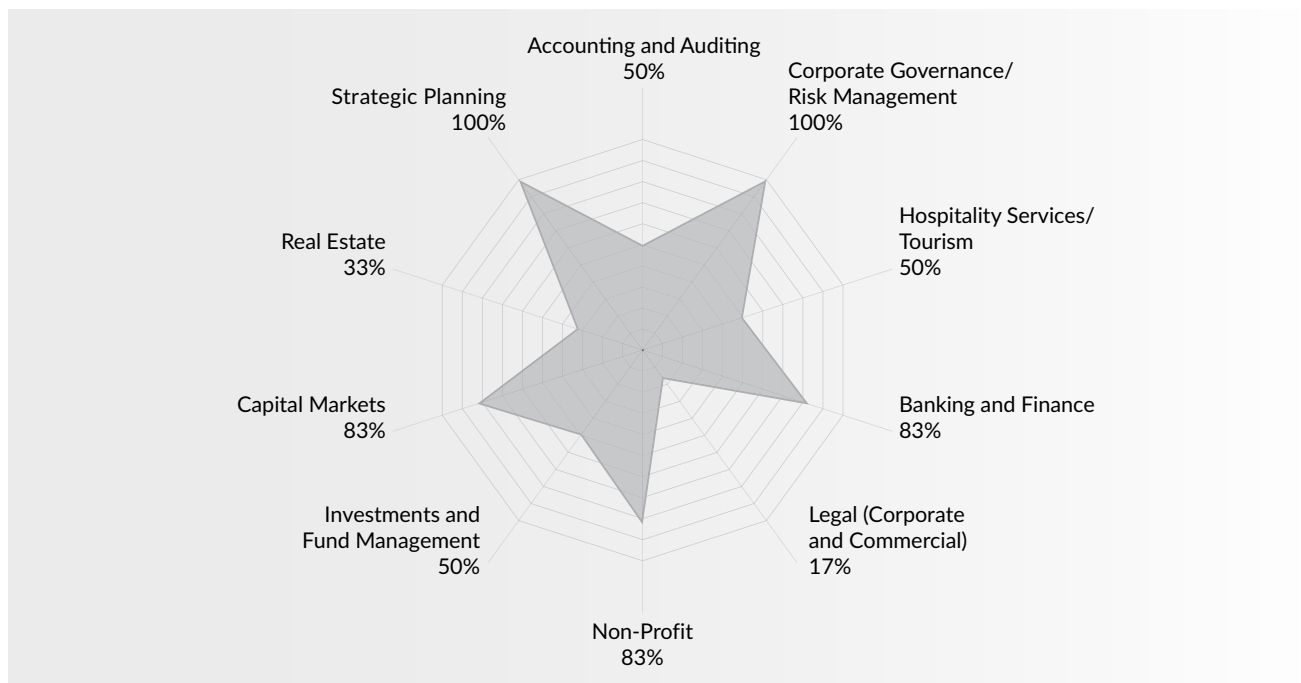 Accounting and Auditing
50%
Corporate Governance/
Risk Management
100%
Hospitality Services/
Tourism
50%
Banking and Finance
83%
Legal (Corporate
and Commercial)
17%
Non-Profit
83%
Investments and
Fund Management
50%
Capital Markets
83%
Real Estate
33%
Strategic Planning
100%